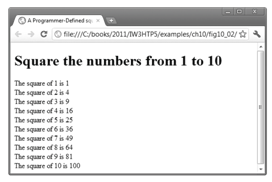 A Programmer-Defined squ
file:///C:/books/2011/IW3HTP5/examples/ch10/fig10_02/
Square the numbers from 1 to 10
The square of 1 is 1
The square of 2 is 4
The square of 3 is 9
The square of 4 is 16
The square of 5 is 25
The square of 6 is 36
The square of 7 is 49
The square of 8 is 64
The square of 9 is 81
The square of 10 is 100